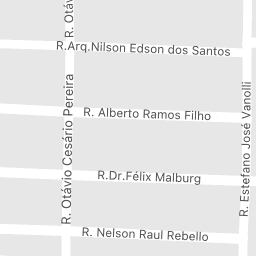 R. Otáv
R.Arq.Nilson Edson dos Santos
R. Alberto Ramos Filho
R. Otávio Cesário Pereira
R. Estefano José Vanolli
R.Dr.Félix Malburg
R. Nelson Raul Rebello